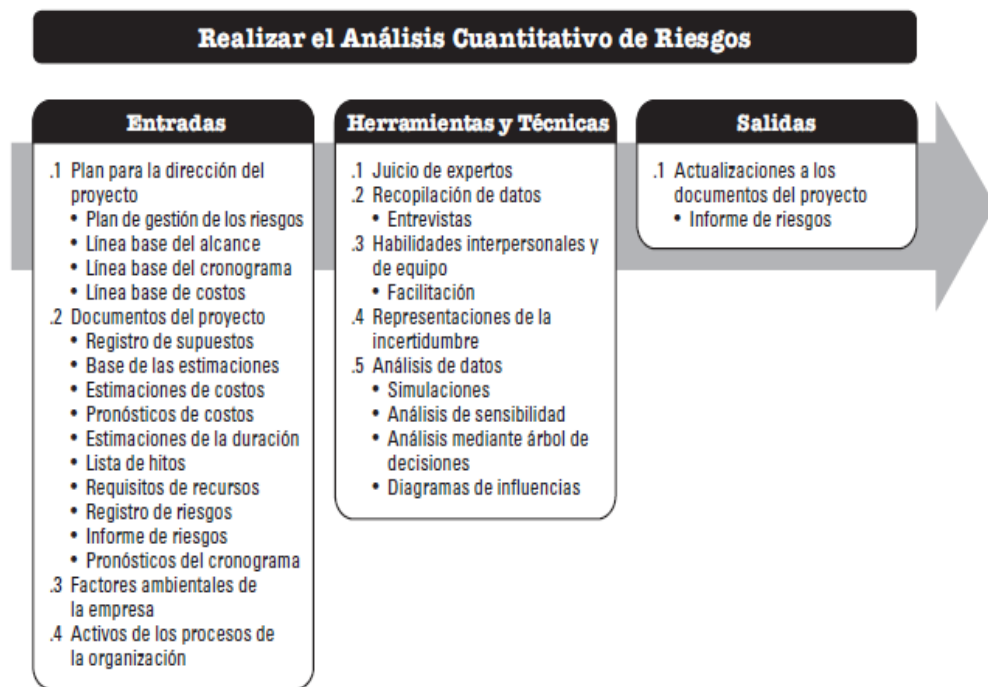 Realizar el Análisis Cuantitativo de Riesgos
Entradas
.1 Plan para la dirección del
proyecto
• Plan de gestión de los riesgos
• Línea base del alcance
• Línea base del cronograma
• Línea base de costos
.2 Documentos del proyecto
• Registro de supuestos
• Base de las estimaciones
• Estimaciones de costos
• Pronósticos de costos
• Estimaciones de la duración
• Lista de hitos
• Requisitos de recursos
• Registro de riesgos
• Informe de riesgos
• Pronósticos del cronograma
.3 Factores ambientales de
la empresa
.4 Activos de los procesos de
la organización
Herramientas y Técnicas
.1 Juicio de expertos
.2 Recopilación de datos
• Entrevistas
.3 Habilidades interpersonales y
de equipo
• Facilitación
.4 Representaciones de la
incertidumbre
.5 Análisis de datos
• Simulaciones
• Análisis de sensibilidad
• Análisis mediante árbol de
decisiones
• Diagramas de influencias
Salidas
.1 Actualizaciones a los
documentos del proyecto
• Informe de riesgos